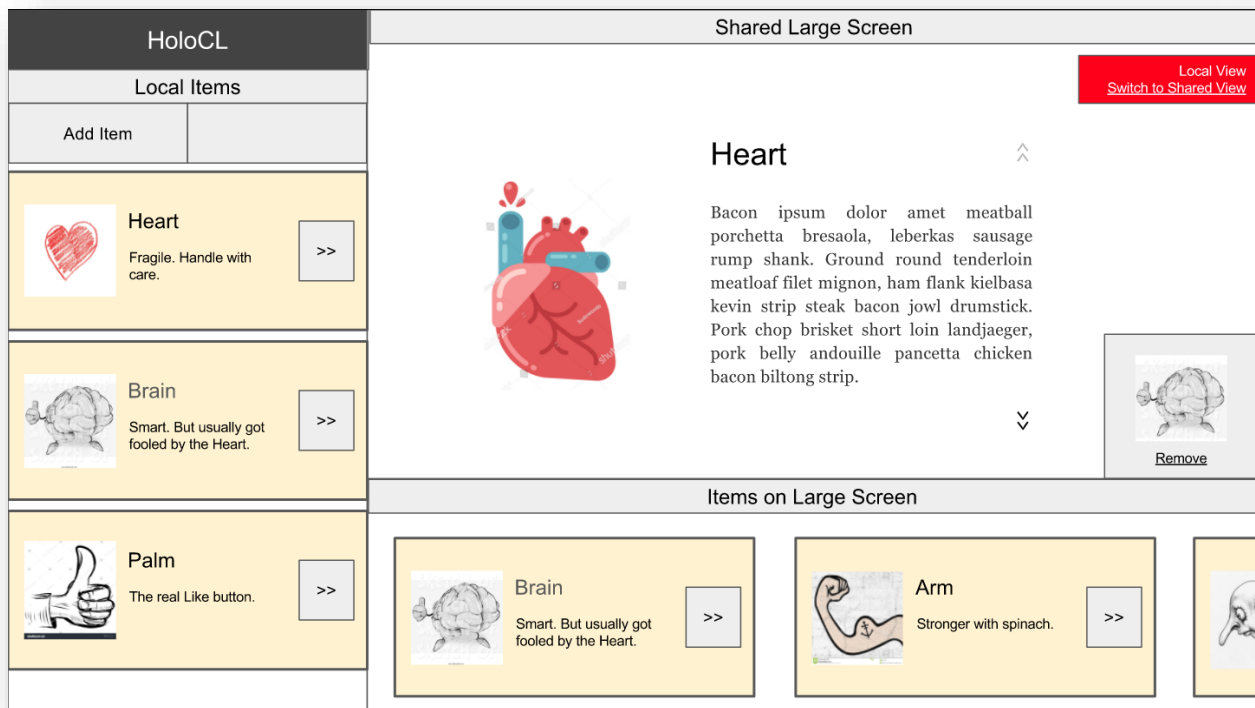 HoloCL
Local Items
Add Item
Heart
Fragile. Handle with
care.
>>
Brain
Smart. But usually got
fooled by the Heart.
>>
Palm
The real Like button.
>>
Shared Large Screen
Local View
Switch to Shared View
Heart
Bacon ipsum dolor amet meatball
porchetta bresaola, leberkas sausage
rump shank. Ground round tenderloin
meatloaf filet mignon, ham flank kielbasa
kevin strip steak bacon jowl drumstick.
Pork chop brisket short loin landjaeger,
pork belly andouille pancetta chicken
bacon biltong strip.
Remove
Items on Large Screen
Brain
Smart. But usually got
fooled by the Heart.
>>
Arm
Stronger with spinach.
>>